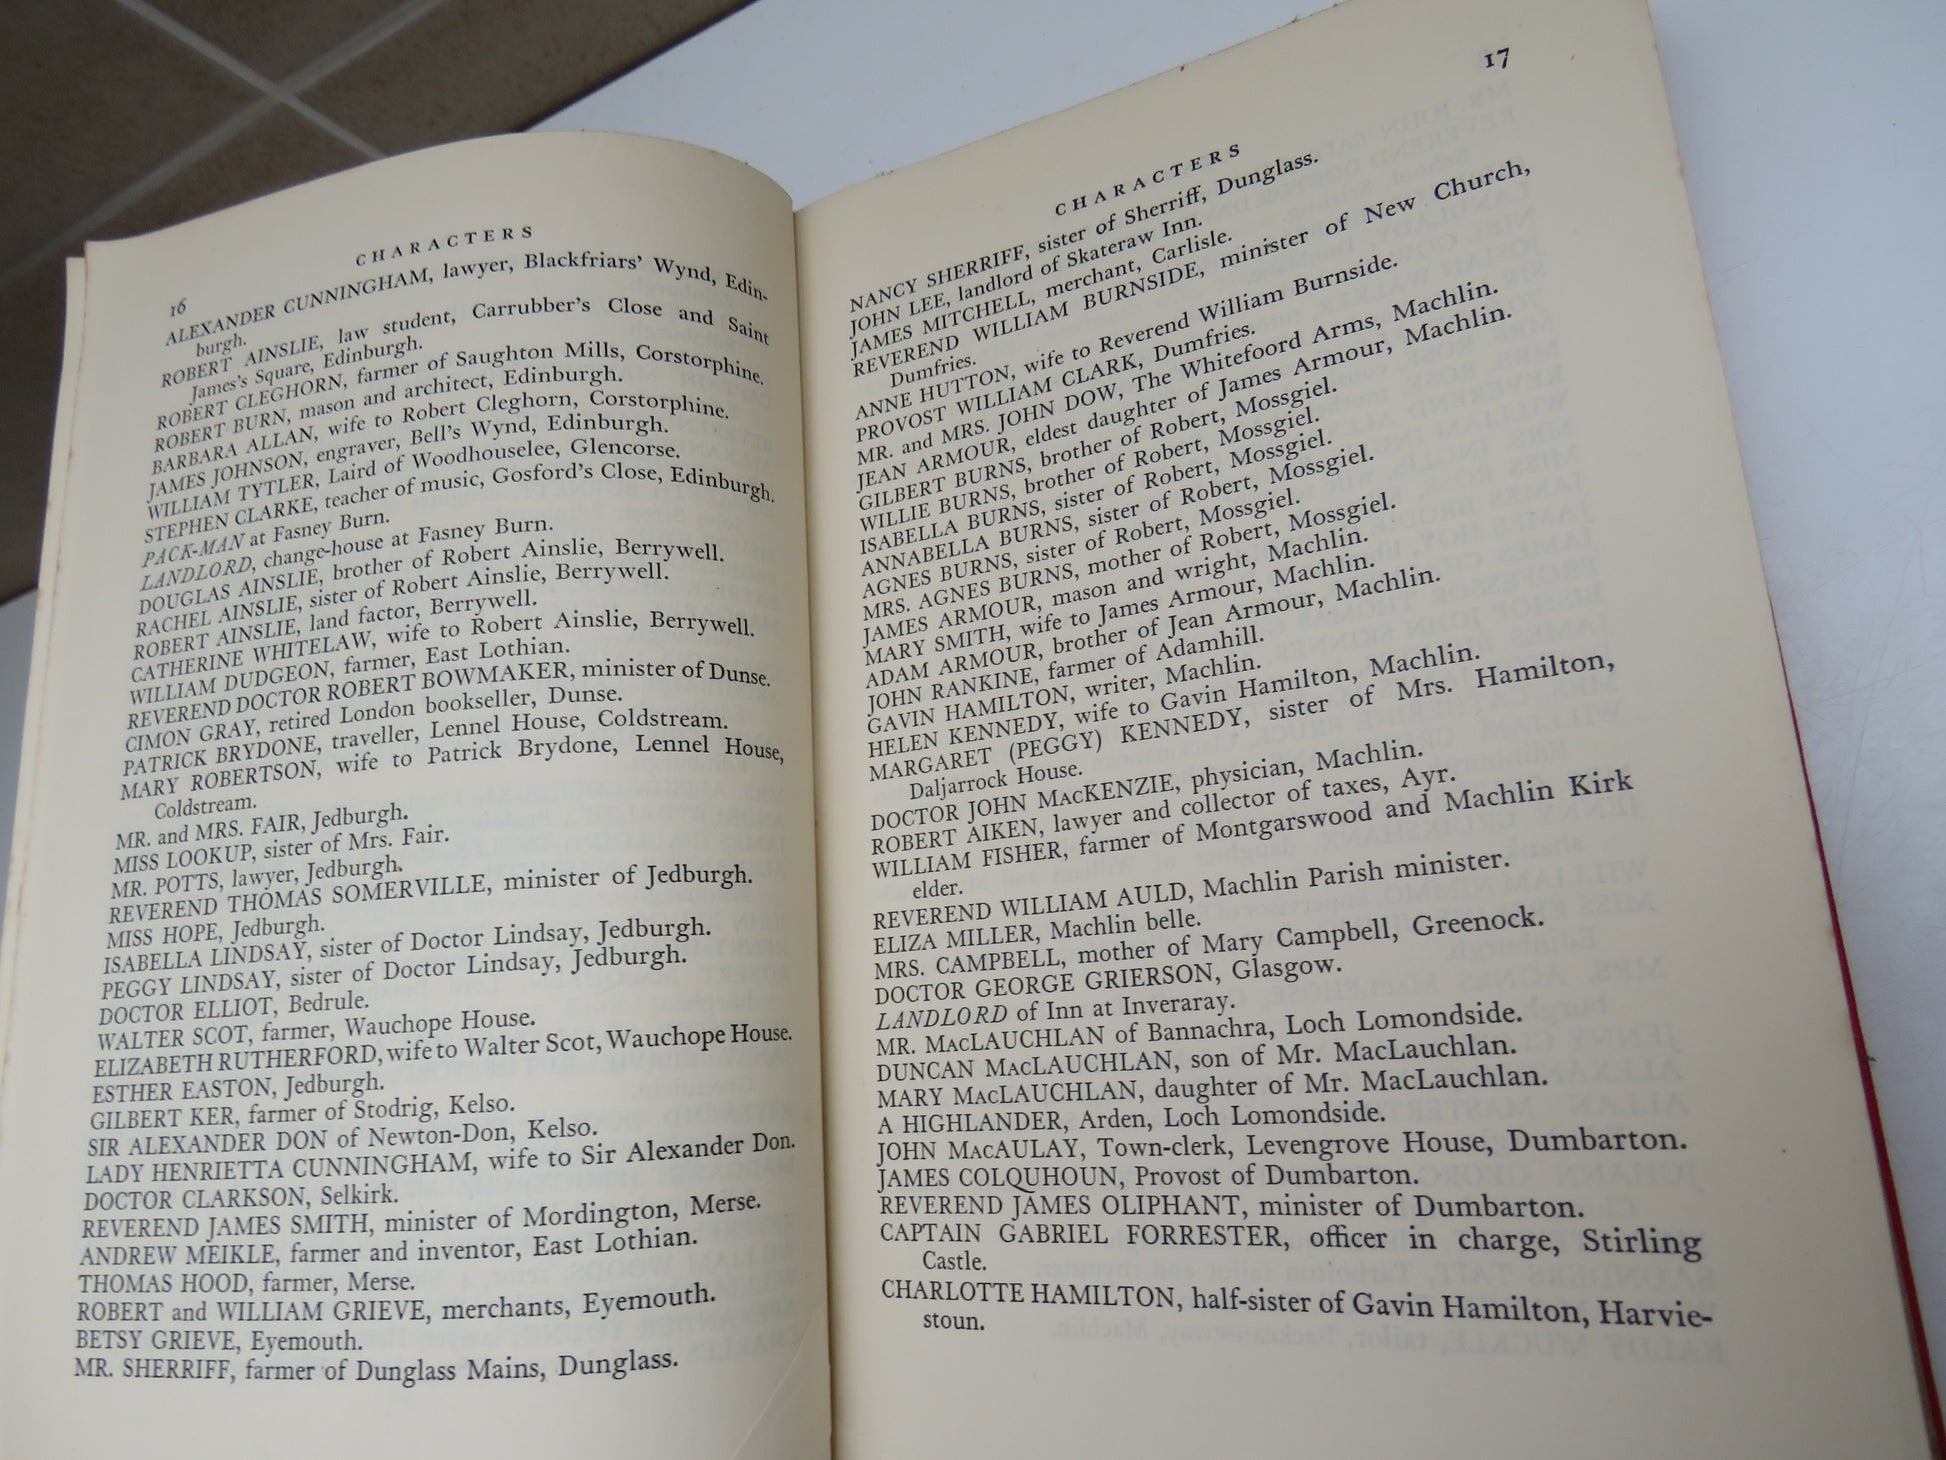 16
CHARACTERS
ALEXANDER CUNNINGHAM, lawyer, Blackfriars' Wynd, Edin-
burgh.
ROBERT AINSLIE, law student, Carrubber's Close and Saint
James's Square, Edinburgh.
ROBERT CLEGHORN, farmer of Saughton Mills, Corstorphine.
ROBERT BURN, mason and architect, Edinburgh.
BARBARA ALLAN, wife to Robert Cleghorn, Corstorphine.
JAMES JOHNSON, engraver, Bell's Wynd, Edinburgh.
WILLIAM TYTLER, Laird of Woodhouselee, Glencorse.
STEPHEN CLARKE, teacher of music, Gosford's Close, Edinburgh.
PACK-MAN at Fasney Burn.
LANDLORD, change-house at Fasney Burn.
DOUGLAS AINSLIE, brother of Robert Ainslie, Berrywell.
RACHEL AINSLIE, sister of Robert Ainslie, Berrywell.
ROBERT AINSLIE, land factor, Berrywell.
CATHERINE WHITELAW, wife to Robert Ainslie, Berrywell.
WILLIAM DUDGEON, farmer, East Lothian.
REVEREND DOCTOR ROBERT BOWMAKER, minister of Dunse.
CIMON GRAY, retired London bookseller, Dunse.
PATRICK BRYDONE, traveller, Lennel House, Coldstream.
MARY ROBERTSON, wife to Patrick Brydone, Lennel House,
Coldstream.
MR. and MRS. FAIR, Jedburgh.
MISS LOOKUP, sister of Mrs. Fair.
MR. POTTS, lawyer, Jedburgh.
REVEREND THOMAS SOMERVILLE, minister of Jedburgh.
MISS HOPE, Jedburgh.
ISABELLA LINDSAY, sister of Doctor Lindsay, Jedburgh.
PEGGY LINDSAY, sister of Doctor Lindsay, Jedburgh.
DOCTOR ELLIOT, Bedrule.
WALTER SCOT, farmer, Wauchope House.
ELIZABETH RUTHERFORD, wife to Walter Scot, Wauchope House.
ESTHER EASTON, Jedburgh.
GILBERT KER, farmer of Stodrig, Kelso.
SIR ALEXANDER DON of Newton-Don, Kelso.
LADY HENRIETTA CUNNINGHAM, wife to Sir Alexander Don.
DOCTOR CLARKSON, Selkirk.
REVEREND JAMES SMITH, minister of Mordington, Merse.
ANDREW MEIKLE, farmer and inventor, East Lothian.
THOMAS HOOD, farmer, Merse.
ROBERT and WILLIAM GRIEVE, merchants, Eyemouth.
BETSY GRIEVE, Eyemouth.
MR. SHERRIFF, farmer of Dunglass Mains, Dunglass.
17
CHARACTERS
NANCY SHERRIFF, sister of Sherriff, Dunglass.
JOHN LEE, landlord of Skateraw Inn.
JAMES MITCHELL, merchant, Carlisle.
REVEREND WILLIAM BURNSIDE, minister of New Church,
Dumfries.
ANNE HUTTON, wife to Reverend William Burnside.
PROVOST WILLIAM CLARK, Dumfries.
MR. and MRS. JOHN DOW, The Whitefoord Arms, Machlin.
JEAN ARMOUR, eldest daughter of James Armour, Machlin.
GILBERT BURNS, brother of Robert, Mossgiel.
WILLIE BURNS, brother of Robert, Mossgiel.
ISABELLA BURNS, sister of Robert, Mossgiel.
ANNABELLA BURNS, sister of Robert, Mossgiel.
AGNES BURNS, sister of Robert, Mossgiel.
MRS. AGNES BURNS, mother of Robert, Mossgiel.
JAMES ARMOUR, mason and wright, Machlin.
MARY SMITH, wife to James Armour, Machlin.
ADAM ARMOUR, brother of Jean Armour, Machlin.
JOHN RANKINE, farmer of Adamhill.
GAVIN HAMILTON, writer, Machlin.
HELEN KENNEDY, wife to Gavin Hamilton, Machlin.
MARGARET (PEGGY) KENNEDY, sister of Mrs. Hamilton,
Daljarrock House.
DOCTOR JOHN MACKENZIE, physician, Machlin.
ROBERT AIKEN, lawyer and collector of taxes, Ayr.
WILLIAM FISHER, farmer of Montgarswood and Machlin Kirk
elder.
REVEREND WILLIAM AULD, Machlin Parish minister.
ELIZA MILLER, Machlin belle.
MRS. CAMPBELL, mother of Mary Campbell, Greenock.
DOCTOR GEORGE GRIERSON, Glasgow.
LANDLORD of Inn at Inveraray.
MR. MACLAUCHLAN of Bannachra, Loch Lomondside.
DUNCAN MACLAUCHLAN, son of Mr. MacLauchlan.
MARY MACLAUCHLAN, daughter of Mr. MacLauchlan.
A HIGHLANDER, Arden, Loch Lomondside.
JOHN MACAULAY, Town-clerk, Levengrove House, Dumbarton.
JAMES COLQUHOUN, Provost of Dumbarton.
REVEREND JAMES OLIPHANT, minister of Dumbarton.
CAPTAIN GABRIEL FORRESTER, officer in charge, Stirling
Castle.
CHARLOTTE HAMILTON, half-sister of Gavin Hamilton, Harvie-
stoun.